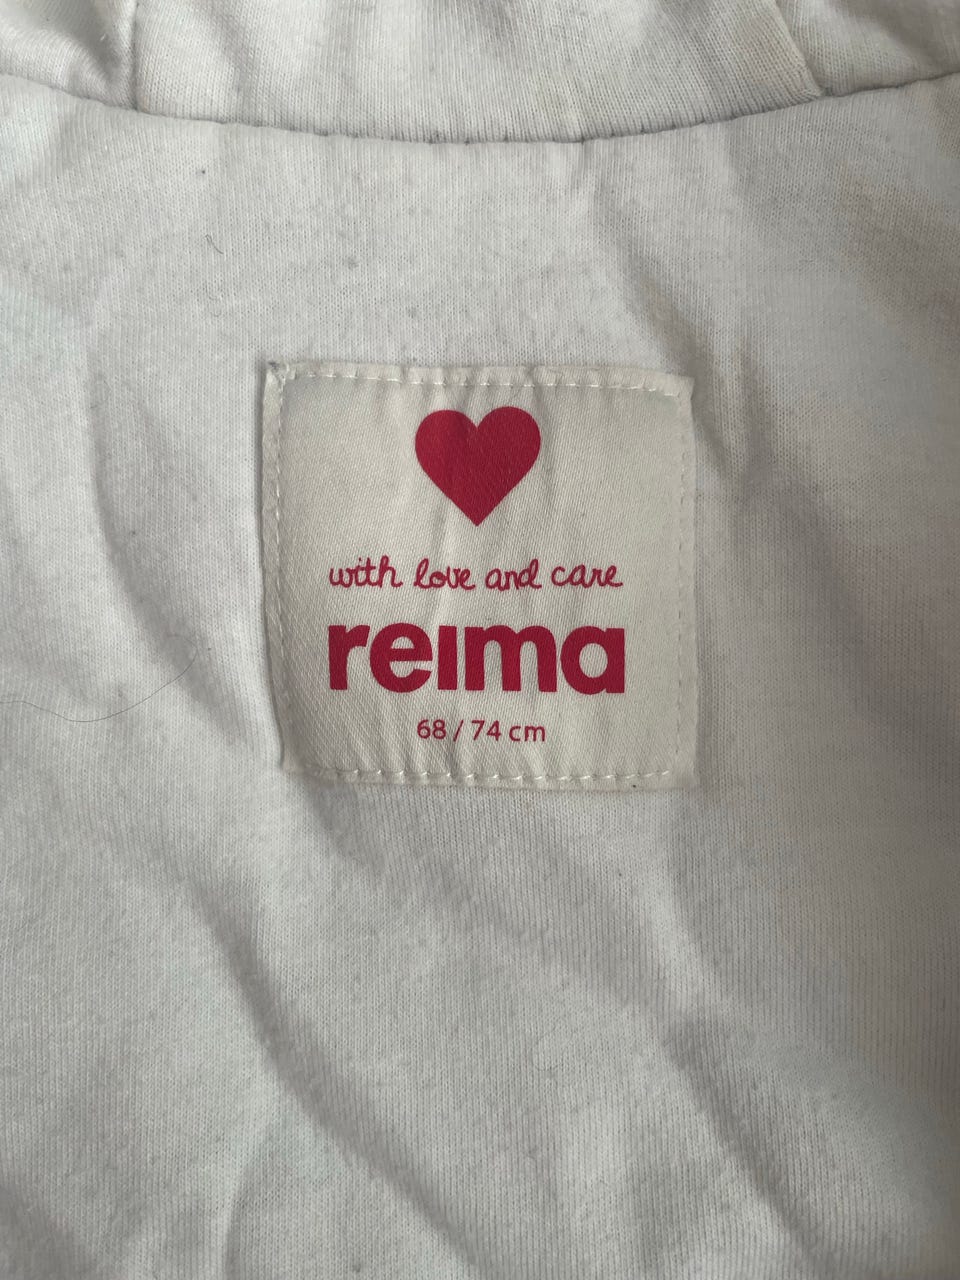 with love and care
reima
68 / 74 cm